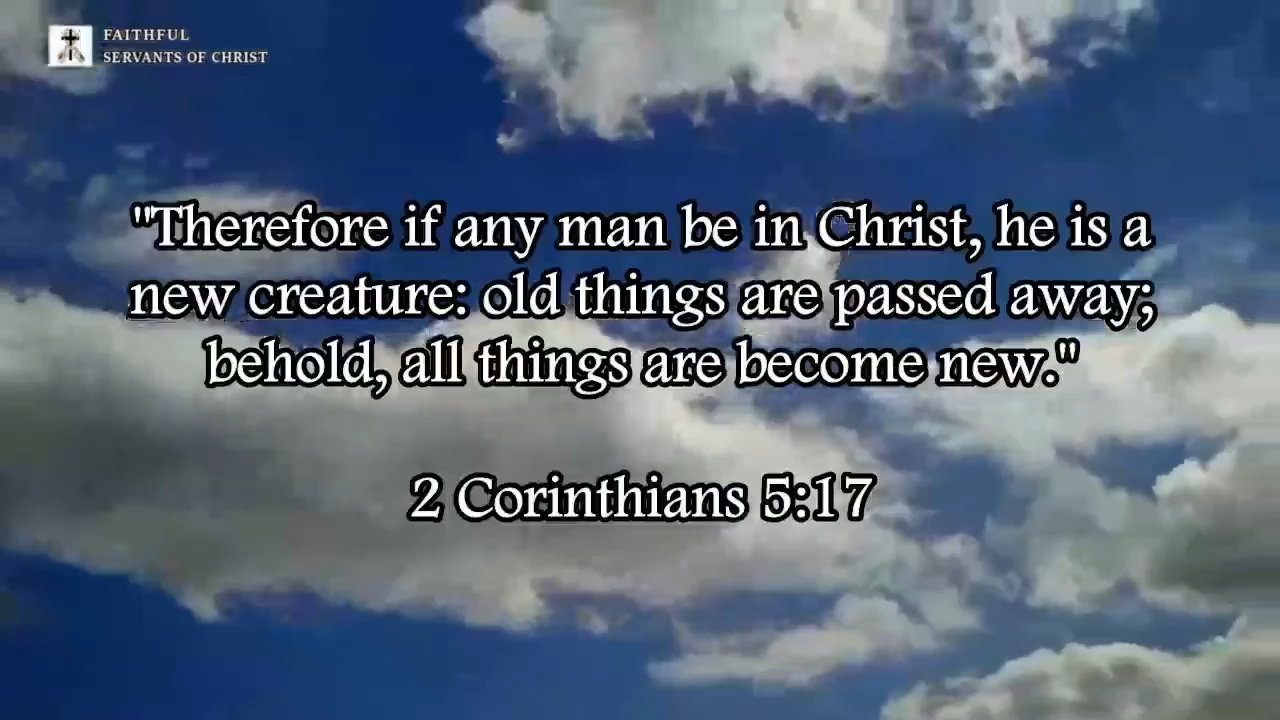 FAITHFUL
SERVANTS OF CHRIST
"Therefore if any man be in Christ, he is a
new creature: old things are passed away;
behold, all things are become new."
2 Corinthians 5:17